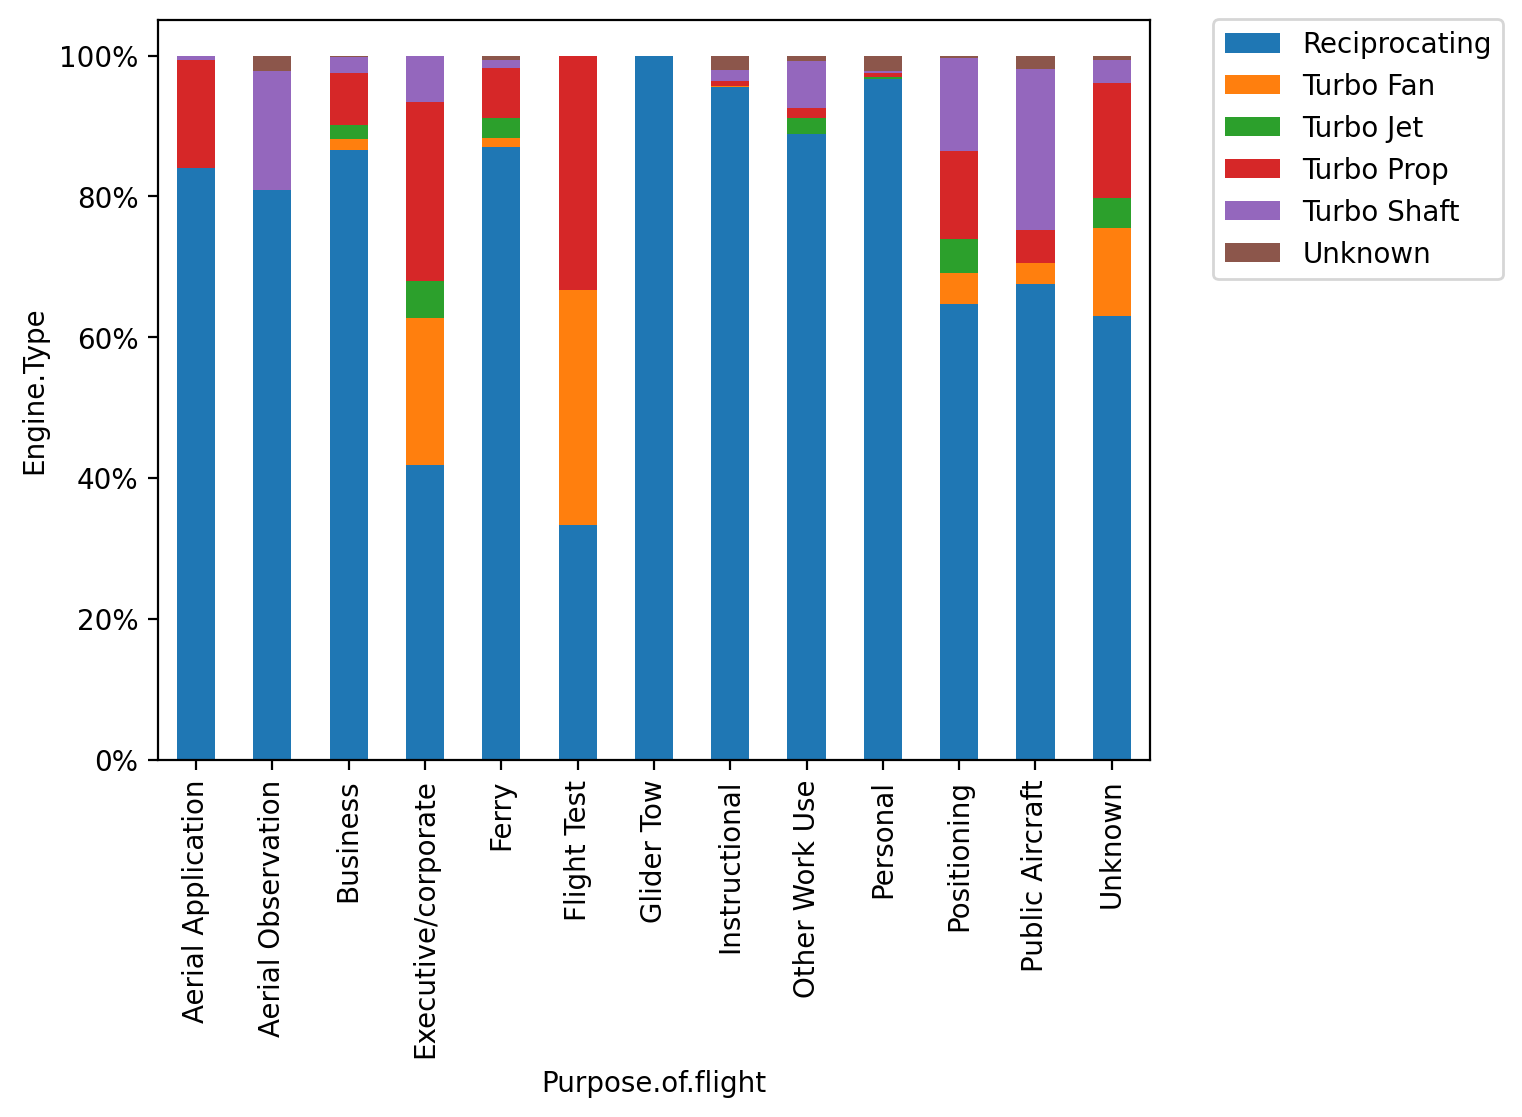 100%
80%
60%
40%
20%
0%
Engine.Type
Aerial Application
Aerial Observation
Business
Executive/corporate
Ferry
Flight Test
Glider Tow
Instructional
Other Work Use
Personal
Positioning
Public Aircraft
Unknown
Purpose.of.flight
Reciprocating
Turbo Fan
Turbo Jet
Turbo Prop
Turbo Shaft
Unknown